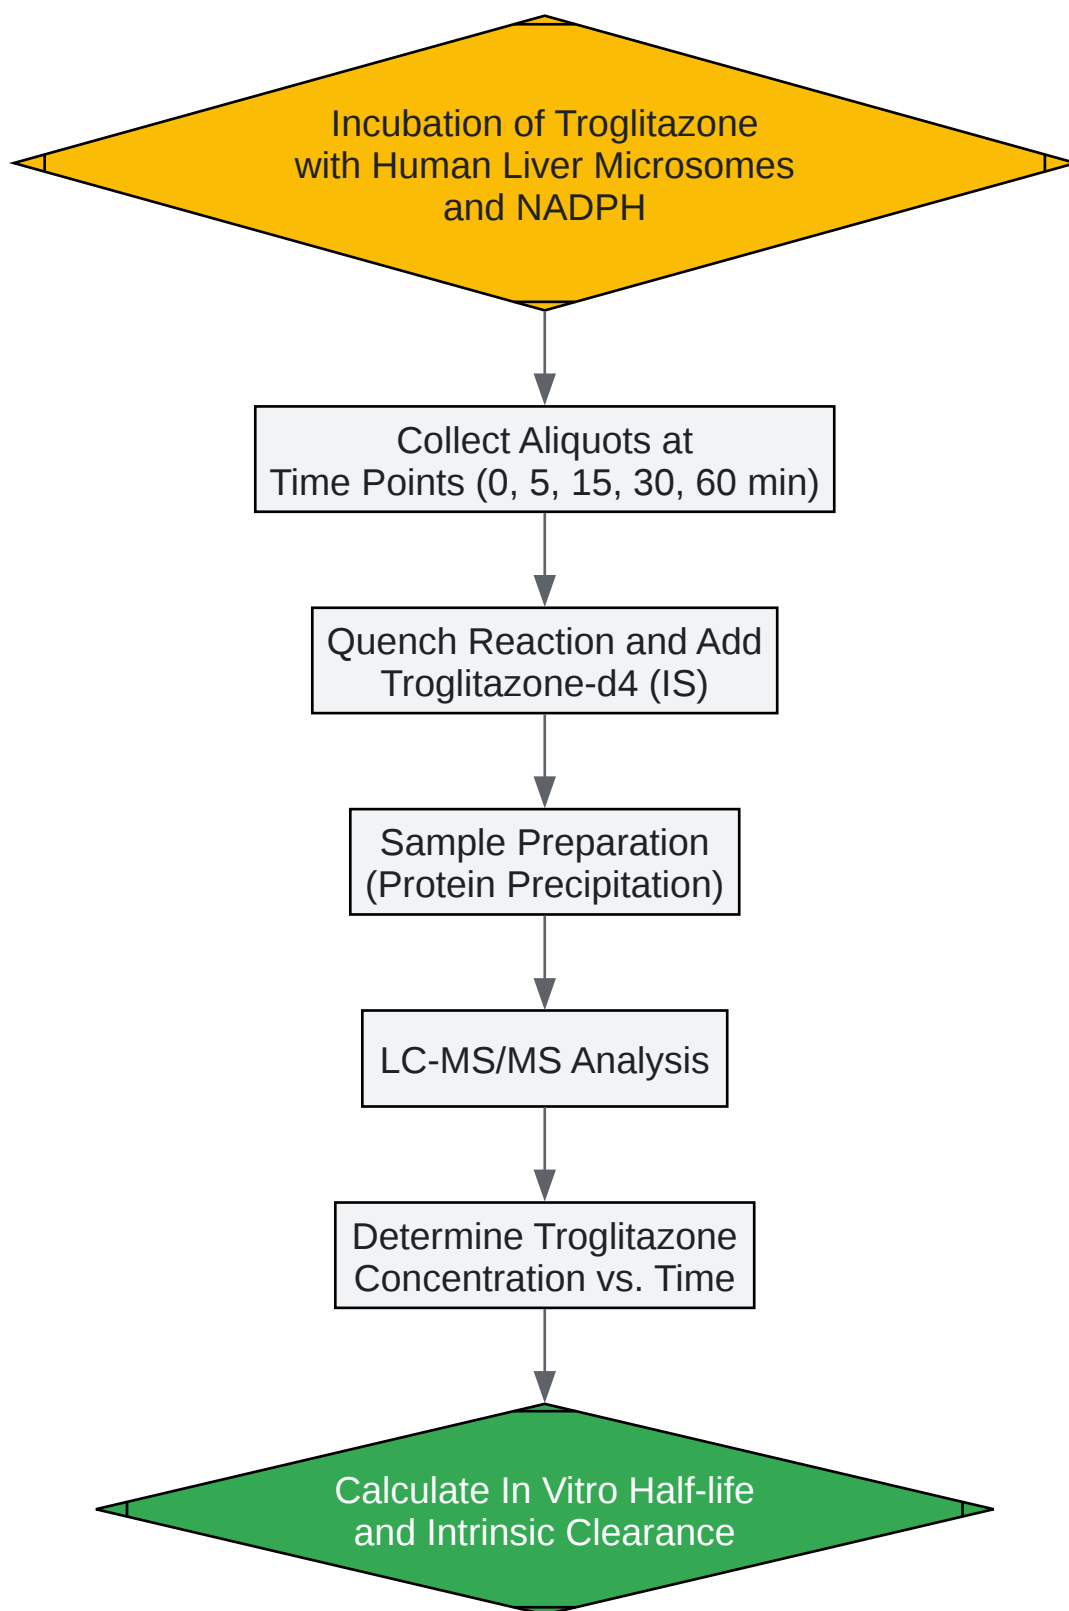 Incubation of Troglitazone
with Human Liver Microsomes
and NADPH
Collect Aliquots at
Time Points (0, 5, 15, 30, 60 min)
Quench Reaction and Add
Troglitazone-d4 (IS)
Sample Preparation
(Protein Precipitation)
LC-MS/MS Analysis
Determine Troglitazone
Concentration vs. Time
Calculate In Vitro Half-life
and Intrinsic Clearance